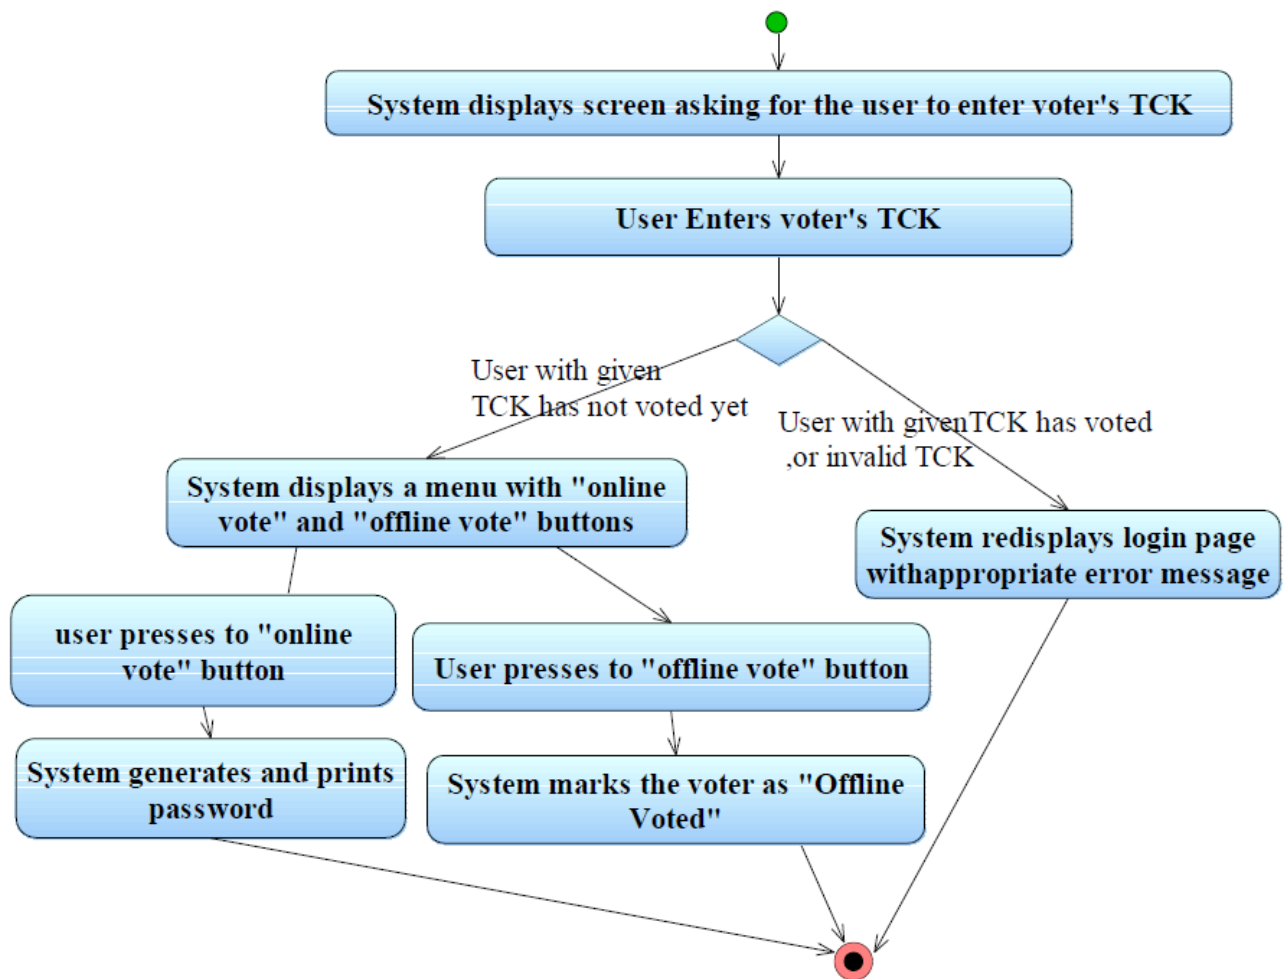 System displays screen asking for the user to enter voter's TCK
User Enters voter's TCK
User with given
TCK has not voted yet
User with givenTCK has voted
,or invalid TCK
System displays a menu with "online
vote" and "offline vote" buttons
System redisplays login page
withappropriate error message
user presses to "online
vote" button
User presses to "offline vote" button
System generates and prints
password
System marks the voter as "Offline
Voted"